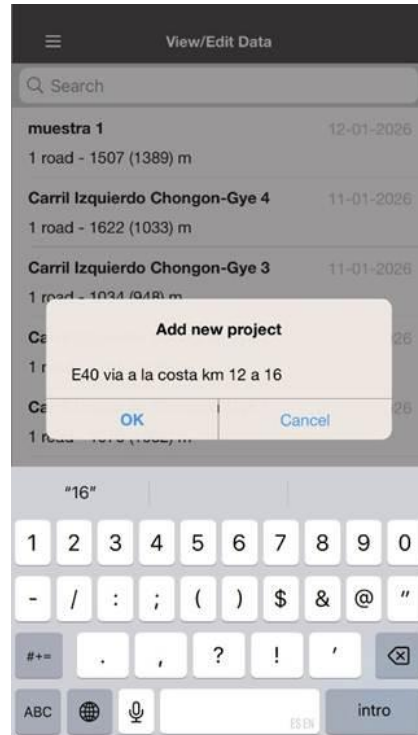 View/Edit Data
Search
muestra 1 12-01-2026
1 road - 1507 (1389) m
Carril Izquierdo Chongon-Gye 4 11-01-2026
1 road - 1622 (1033) m
Carril Izquierdo Chongon-Gye 3 11-01-2026
1 road - 1034 (948) m
Add new project
E40 via a la costa km 12 a 16
OK Cancel
"16"
1 2 3 4 5 6 7 8 9 0
- / : ; ( ) $ & @ "
#+= . , ? ! '
ABC ES EN intro